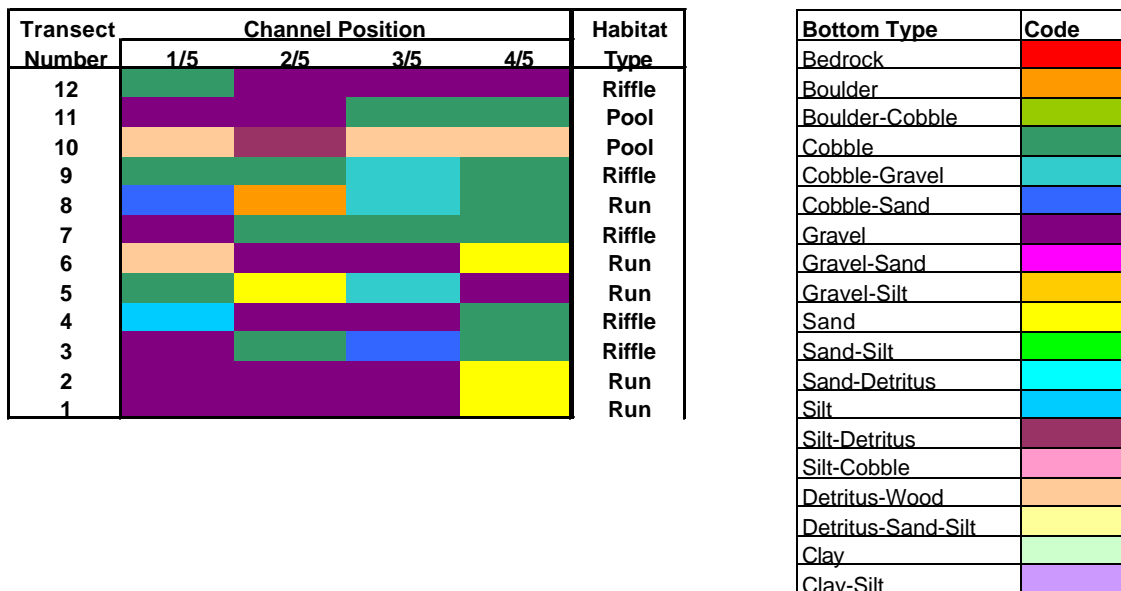 Transect Channel Position Habitat
Number 1/5 2/5 3/5 4/5 Type
12 Riffle
11 Pool
10 Pool
9 Riffle
8 Run
7 Riffle
6 Run
5 Run
4 Riffle
3 Riffle
2 Run
1 Run
Bottom Type Code
Bedrock
Boulder
Boulder-Cobble
Cobble
Cobble-Gravel
Cobble-Sand
Gravel
Gravel-Sand
Gravel-Silt
Sand
Sand-Silt
Sand-Detritus
Silt
Silt-Detritus
Silt-Cobble
Detritus-Wood
Detritus-Sand-Silt
Clay
Clay-Silt